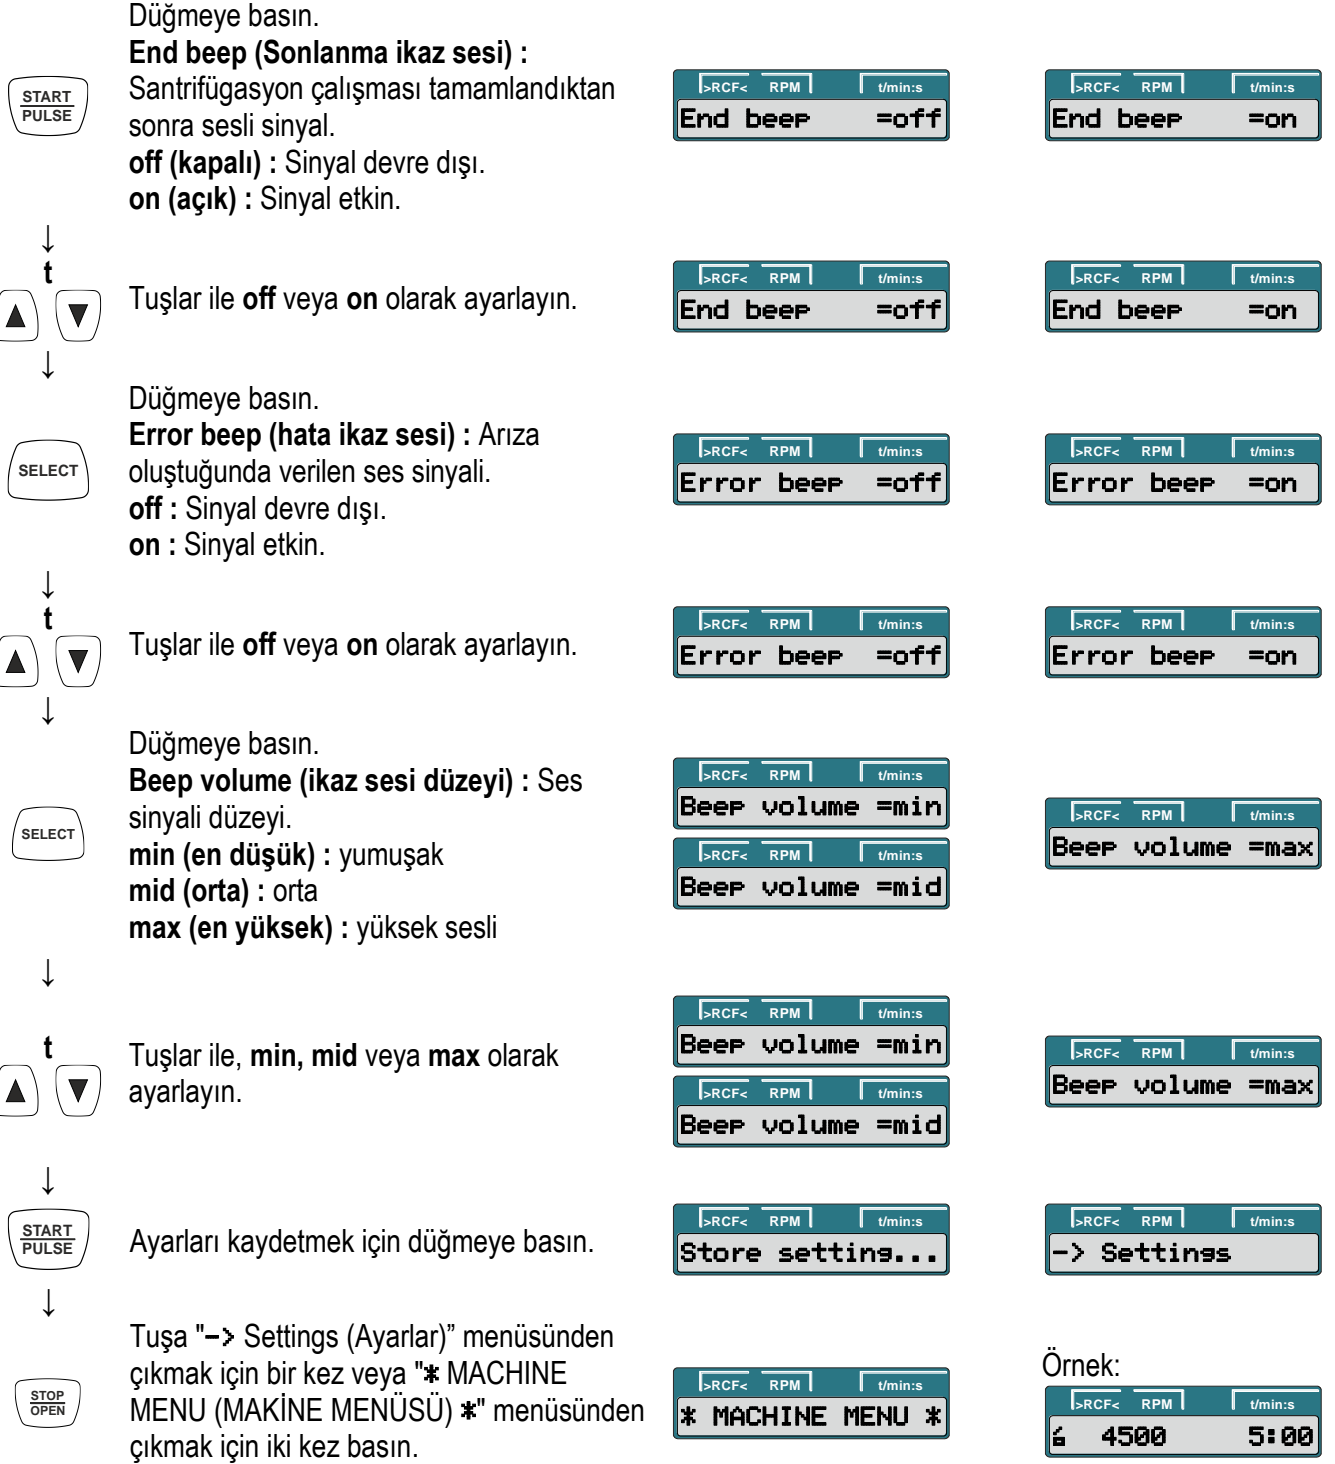 Düğmeye basın.
End beep (Sonlanma ikaz sesi) :
START
PULSE
Santrifügasyon çalışması tamamlandıktan
sonra sesli sinyal.
off (kapalı) : Sinyal devre dışı.
on (açık) : Sinyal etkin.
>RCF< RPM t/min:s
End beep =off
>RCF< RPM t/min:s
End beep =on
↓
t
▲ ▼
Tuşlar ile off veya on olarak ayarlayın.
>RCF< RPM t/min:s
End beep =off
>RCF< RPM t/min:s
End beep =on
↓
SELECT
Düğmeye basın.
Error beep (hata ikaz sesi) : Arıza
oluştuğunda verilen ses sinyali.
off : Sinyal devre dışı.
on : Sinyal etkin.
>RCF< RPM t/min:s
Error beep =off
>RCF< RPM t/min:s
Error beep =on
↓
t
▲ ▼
Tuşlar ile off veya on olarak ayarlayın.
>RCF< RPM t/min:s
Error beep =off
>RCF< RPM t/min:s
Error beep =on
↓
SELECT
Düğmeye basın.
Beep volume (ikaz sesi düzeyi) : Ses
sinyali düzeyi.
min (en düşük) : yumuşak
mid (orta) : orta
max (en yüksek) : yüksek sesli
>RCF< RPM t/min:s
Beep volume =min
>RCF< RPM t/min:s
Beep volume =mid
>RCF< RPM t/min:s
Beep volume =max
↓
t
▲ ▼
Tuşlar ile, min, mid veya max olarak
ayarlayın.
>RCF< RPM t/min:s
Beep volume =min
>RCF< RPM t/min:s
Beep volume =mid
>RCF< RPM t/min:s
Beep volume =max
↓
START
PULSE
Ayarları kaydetmek için düğmeye basın.
>RCF< RPM t/min:s
Store setting...
>RCF< RPM t/min:s
-> Settings
↓
STOP
OPEN
Tuşa "-> Settings (Ayarlar)” menüsünden
çıkmak için bir kez veya "* MACHINE
MENU (MAKİNE MENÜSÜ) *" menüsünden
çıkmak için iki kez basın.
>RCF< RPM t/min:s
* MACHINE MENU *
Örnek:
>RCF< RPM t/min:s
4500 5:00